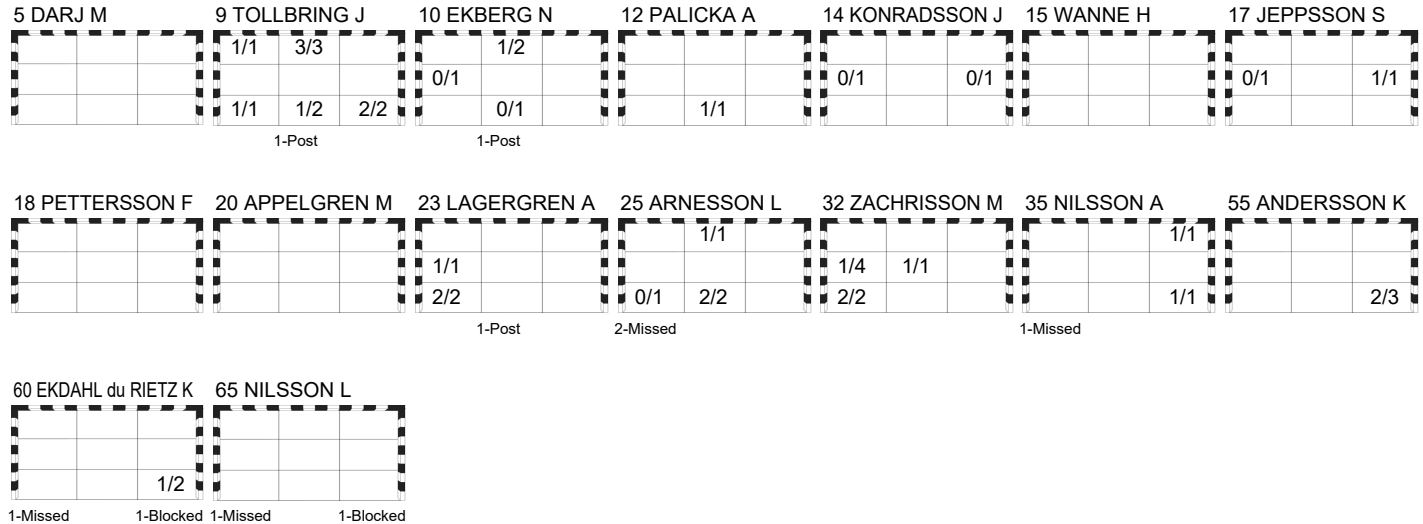 5 DARJ M 9 TOLLBRING J 10 EKBERG N 12 PALICKA A 14 KONRADSSON J 15 WANNE H 17 JEPPSSON S
1/1 3/3 1/2
0/1 0/1 0/1 0/1 1/1
1/1 1/2 2/2 0/1 1/1
1-Post 1-Post
18 PETTERSSON F 20 APPELGREN M 23 LAGERGREN A 25 ARNESSON L 32 ZACHRISSON M 35 NILSSON A 55 ANDERSSON K
1/1 1/1
1/1 1/4 1/1
2/2 0/1 2/2 2/2 1/1 2/3
1-Post 2-Missed 1-Missed
60 EKDAHL du RIETZ K 65 NILSSON L
1/2
1-Missed 1-Blocked 1-Missed 1-Blocked